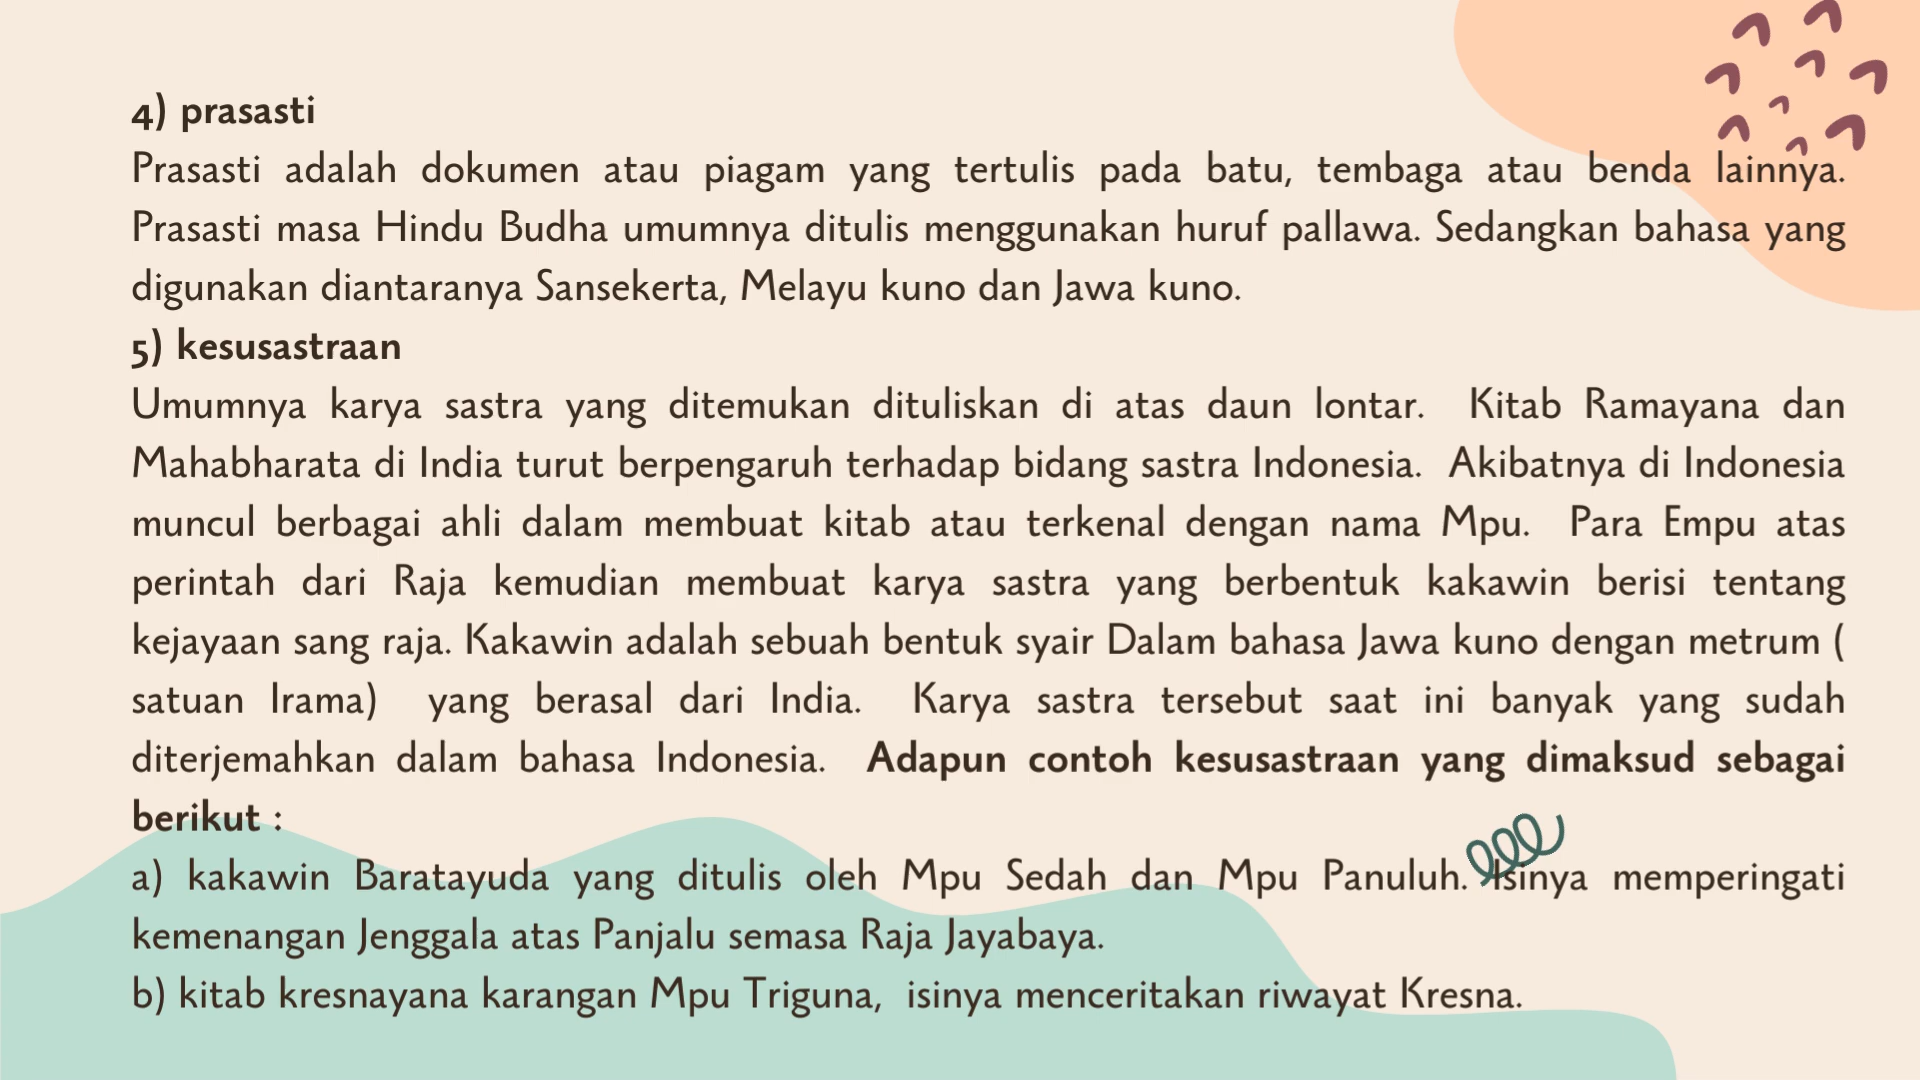 4) prasasti
Prasasti adalah dokumen atau piagam yang tertulis pada batu, tembaga atau benda lainnya.
Prasasti masa Hindu Budha umumnya ditulis menggunakan huruf pallawa. Sedangkan bahasa yang
digunakan diantaranya Sansekerta, Melayu kuno dan Jawa kuno.
5) kesusastraan
Umumnya karya sastra yang ditemukan dituliskan di atas daun lontar. Kitab Ramayana dan
Mahabharata di India turut berpengaruh terhadap bidang sastra Indonesia. Akibatnya di Indonesia
muncul berbagai ahli dalam membuat kitab atau terkenal dengan nama Mpu. Para Empu atas
perintah dari Raja kemudian membuat karya sastra yang berbentuk kakawin berisi tentang
kejayaan sang raja. Kakawin adalah sebuah bentuk syair Dalam bahasa Jawa kuno dengan metrum (
satuan Irama) yang berasal dari India. Karya sastra tersebut saat ini banyak yang sudah
diterjemahkan dalam bahasa Indonesia. Adapun contoh kesusastraan yang dimaksud sebagai
berikut :
a) kakawin Baratayuda yang ditulis oleh Mpu Sedah dan Mpu Panuluh. Isinya memperingati
kemenangan Jenggala atas Panjalu semasa Raja Jayabaya.
b) kitab kresnayana karangan Mpu Triguna, isinya menceritakan riwayat Kresna.